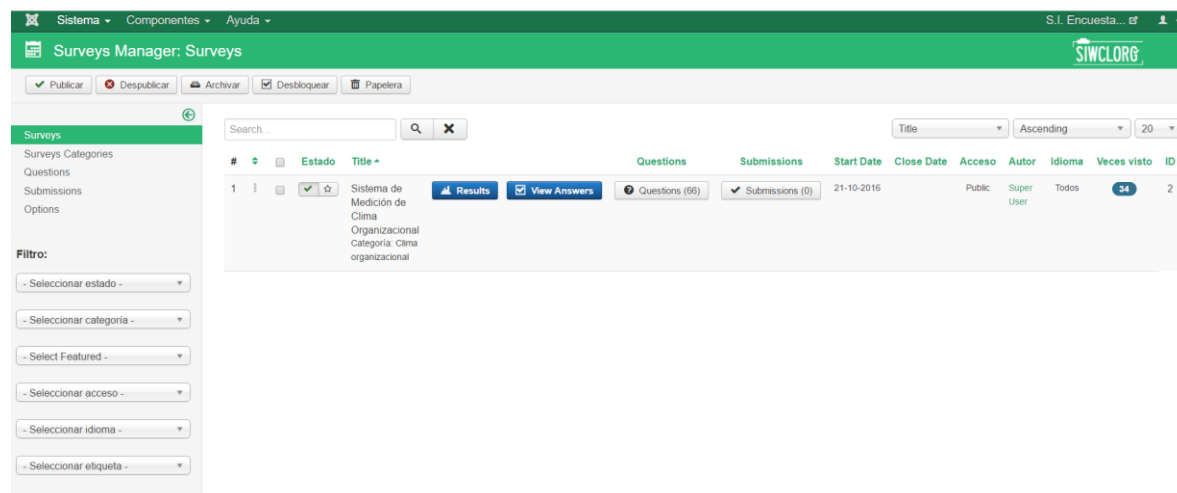 Sistema Componentes Ayuda S.I. Encuesta...
Surveys Manager: Surveys SIWCLORG
Publicar Despublicar Archivar Desbloquear Papelera
Surveys
Surveys Categories
Questions
Submissions
Options
Filtro:
- Seleccionar estado -
- Seleccionar categoría -
- Select Featured -
- Seleccionar acceso -
- Seleccionar idioma -
- Seleccionar etiqueta -
Search... Title Ascending 20
# Estado Title Questions Submissions Start Date Close Date Acceso Autor Idioma Veces visto ID
1 Sistema de Results View Answers Questions (66) Submissions (0) 21-10-2016 Public Super Todos 34 2
Medición de User
Clima
Organizacional
Categoría: Clima
organizacional